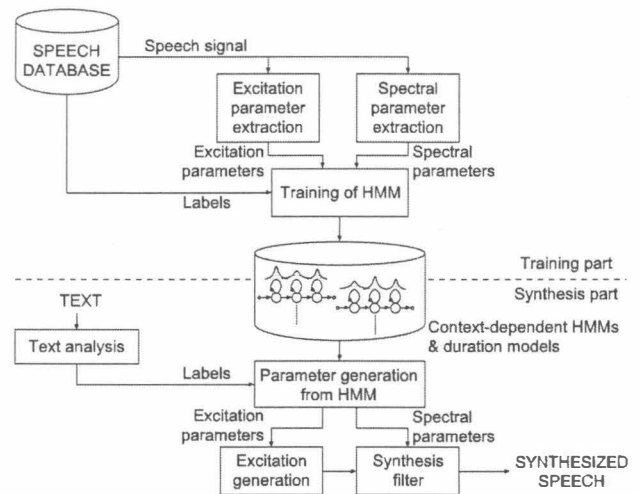 SPEECH
DATABASE
Speech signal
Excitation
parameter
extraction
Spectral
parameter
extraction
Excitation
parameters
Spectral
parameters
Training of HMM
Labels
Training part
Synthesis part
TEXT
Context-dependent HMMs
& duration models
Text analysis
Labels
Parameter generation
from HMM
Excitation
parameters
Spectral
parameters
Excitation
generation
Synthesis
filter
SYNTHESIZED
SPEECH